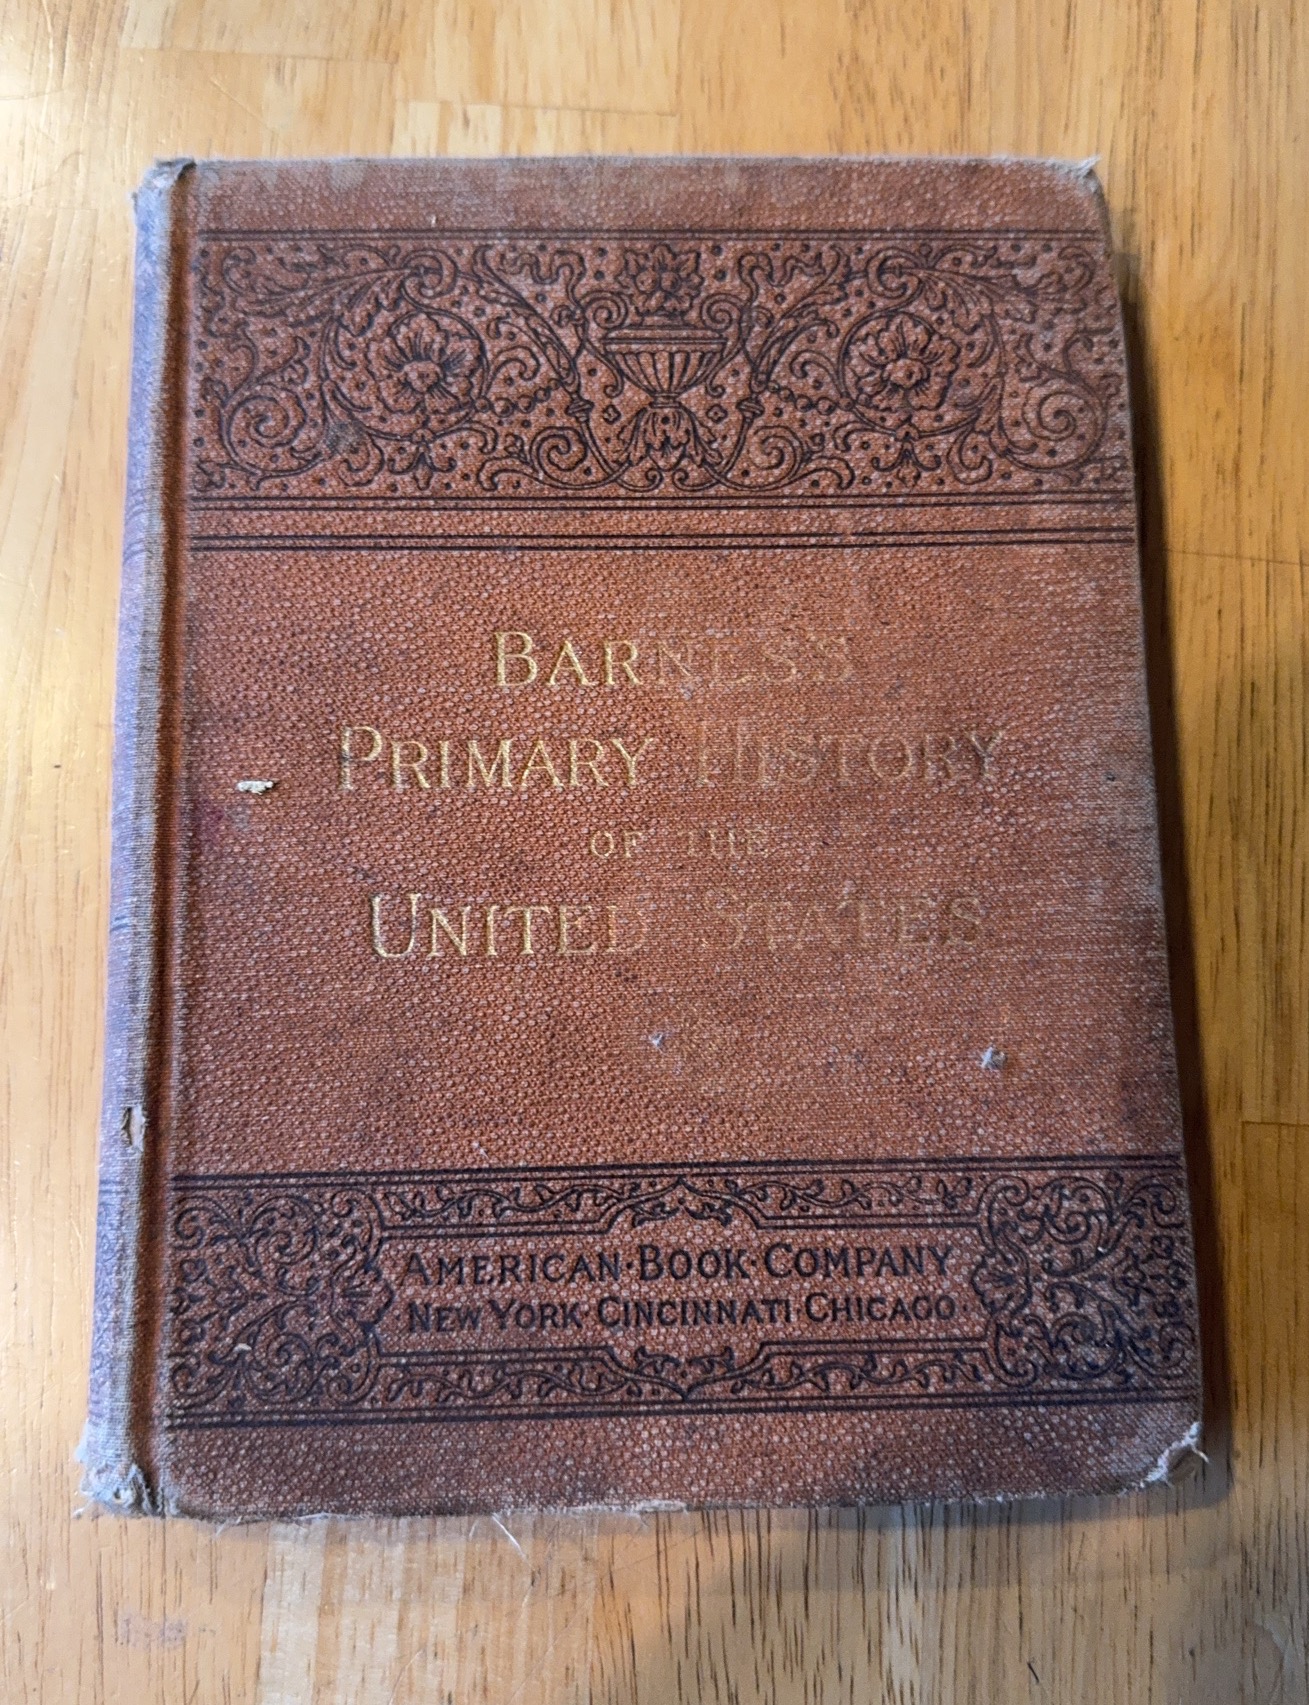 BARNES'S
PRIMARY HISTORY
OF THE
UNITED STATES
AMERICAN·BOOK·COMPANY
·NEW YORK·CINCINNATI·CHICAGO·